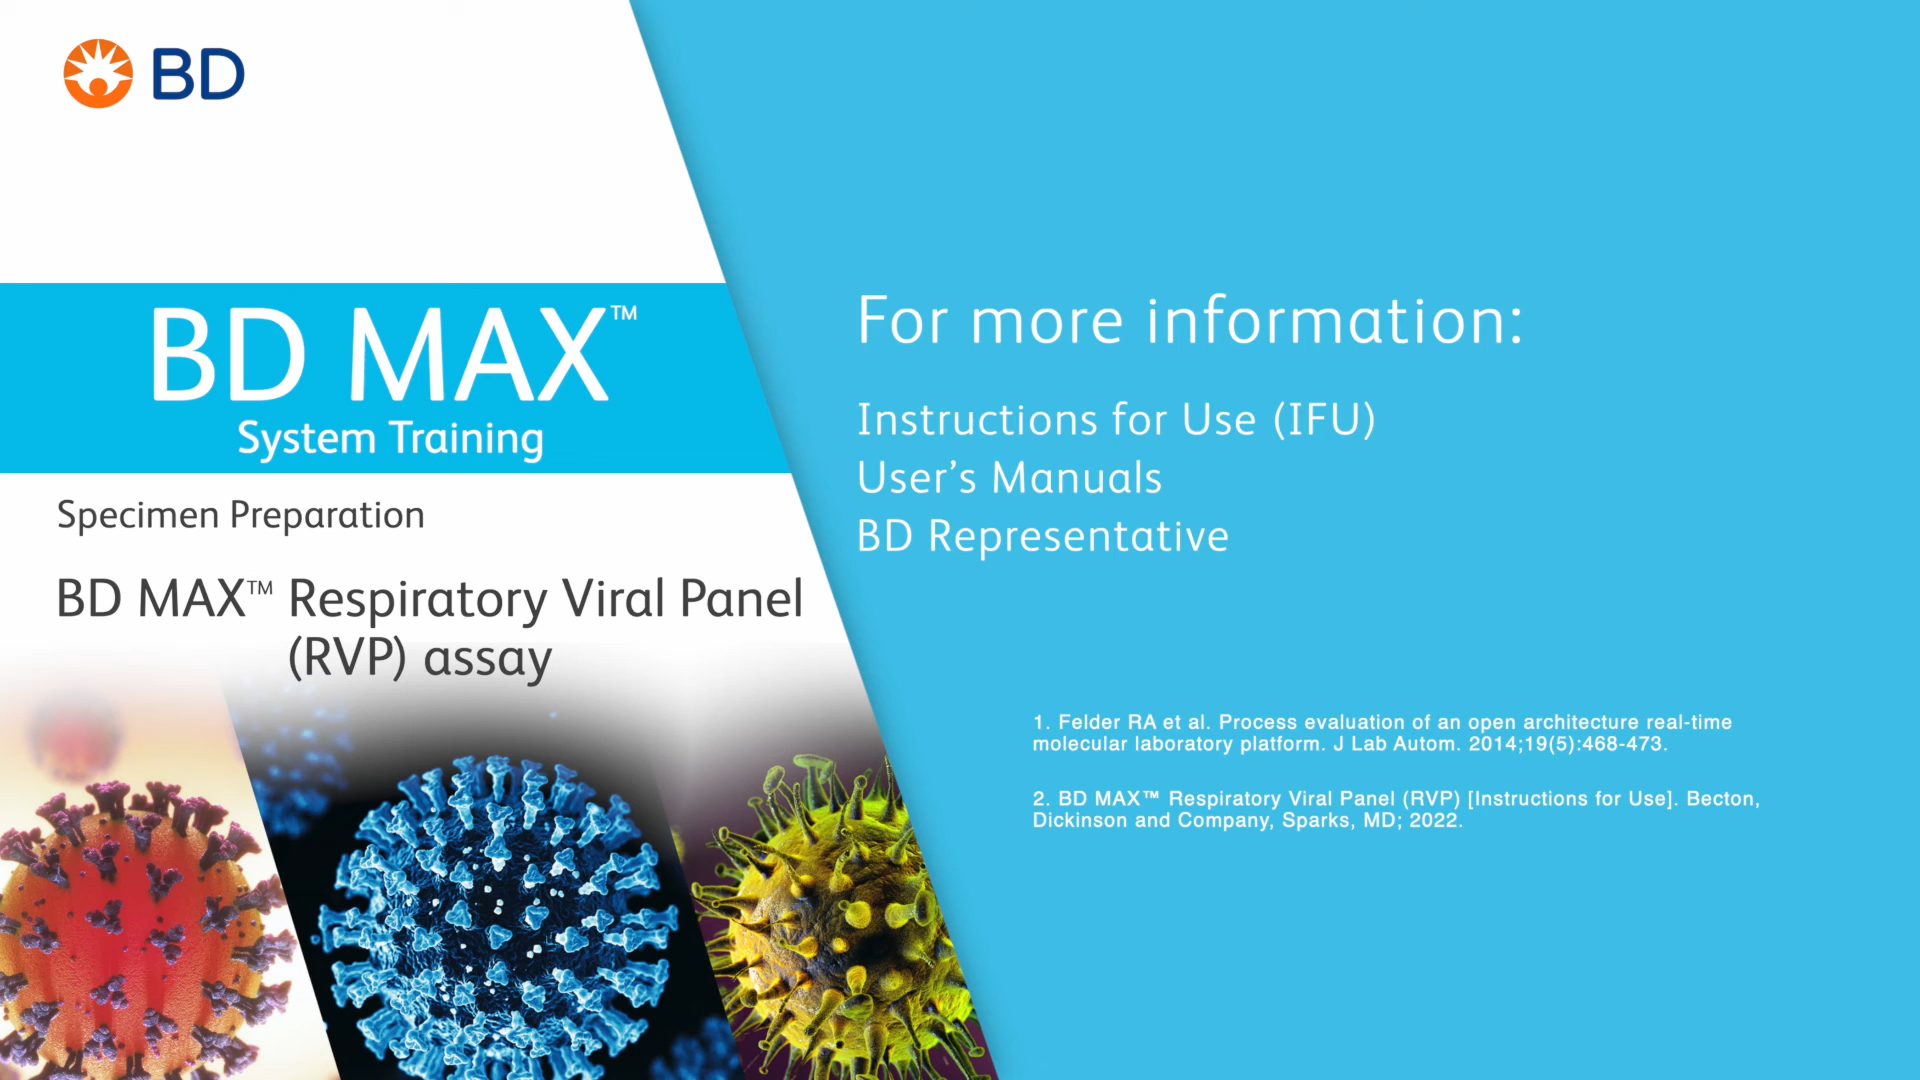 BD
BD MAX™
System Training
Specimen Preparation
BD MAX™ Respiratory Viral Panel
(RVP) assay
For more information:
Instructions for Use (IFU)
User’s Manuals
BD Representative
1. Felder RA et al. Process evaluation of an open architecture real-time
molecular laboratory platform. J Lab Autom. 2014;19(5):468-473.
2. BD MAX™ Respiratory Viral Panel (RVP) [Instructions for Use]. Becton,
Dickinson and Company, Sparks, MD; 2022.